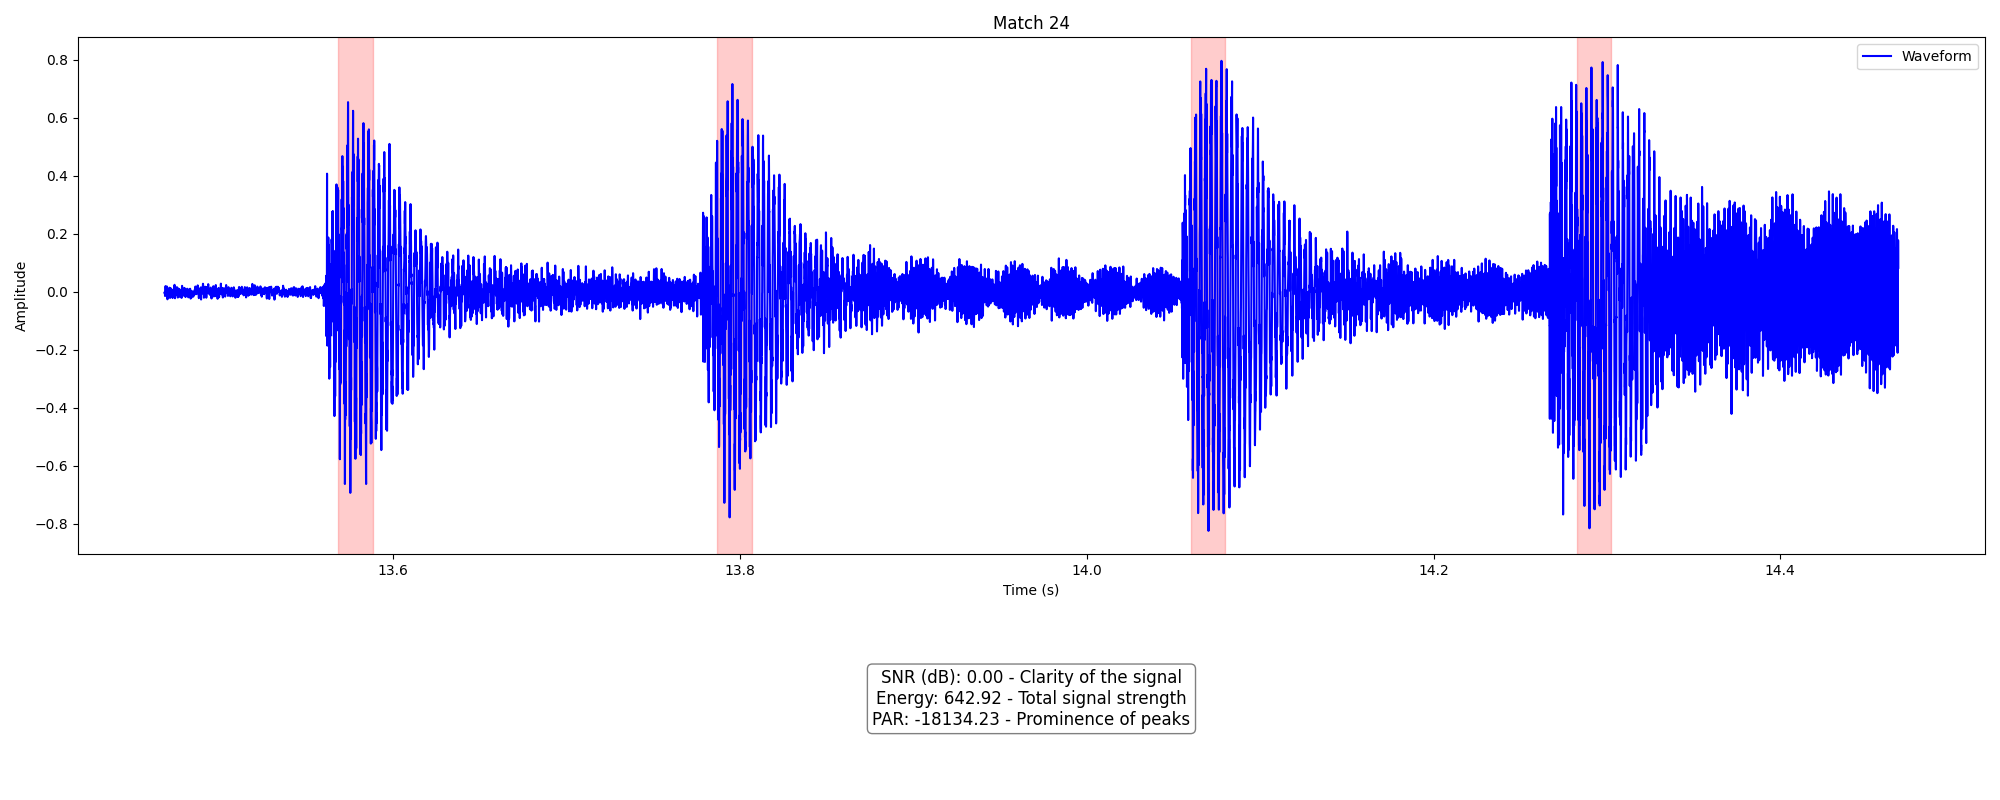 Match 24
Waveform
Amplitude
0.8
0.6
0.4
0.2
0.0
−0.2
−0.4
−0.6
−0.8
13.6 13.8 14.0 14.2 14.4
Time (s)
SNR (dB): 0.00 - Clarity of the signal
Energy: 642.92 - Total signal strength
PAR: -18134.23 - Prominence of peaks